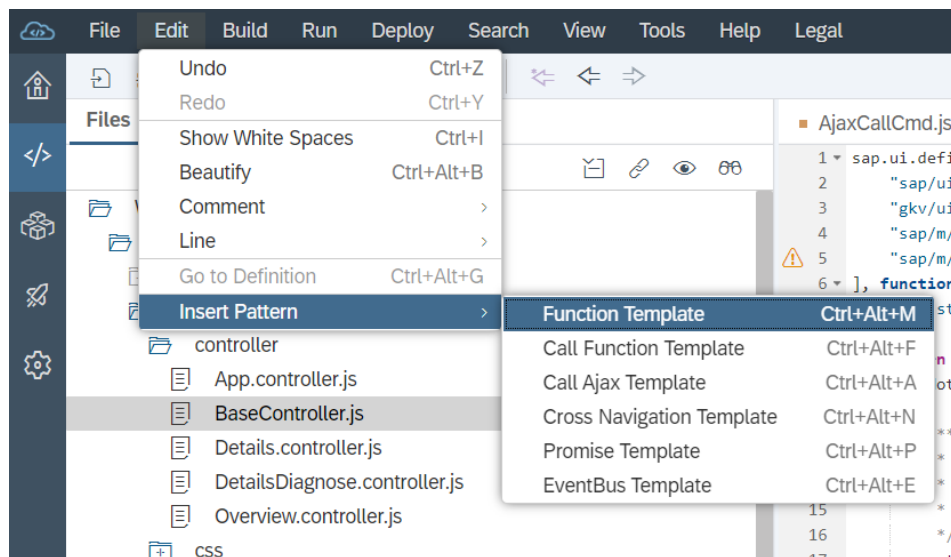 File Edit Build Run Deploy Search View Tools Help Legal
Undo Ctrl+Z
Redo Ctrl+Y
Files
Show White Spaces Ctrl+I
Beautify Ctrl+Alt+B
Comment
Line
Go to Definition Ctrl+Alt+G
Insert Pattern
Function Template Ctrl+Alt+M
Call Function Template Ctrl+Alt+F
Call Ajax Template Ctrl+Alt+A
Cross Navigation Template Ctrl+Alt+N
Promise Template Ctrl+Alt+P
EventBus Template Ctrl+Alt+E
controller
App.controller.js
BaseController.js
Details.controller.js
DetailsDiagnose.controller.js
Overview.controller.js
css
AjaxCallCmd.js
1 sap.ui.defi
2 "sap/ui
3 "gkv/ui
4 "sap/m/
5 "sap/m/
6 ], function
15 *
16 */